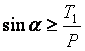 sin α ≥ T₁/P